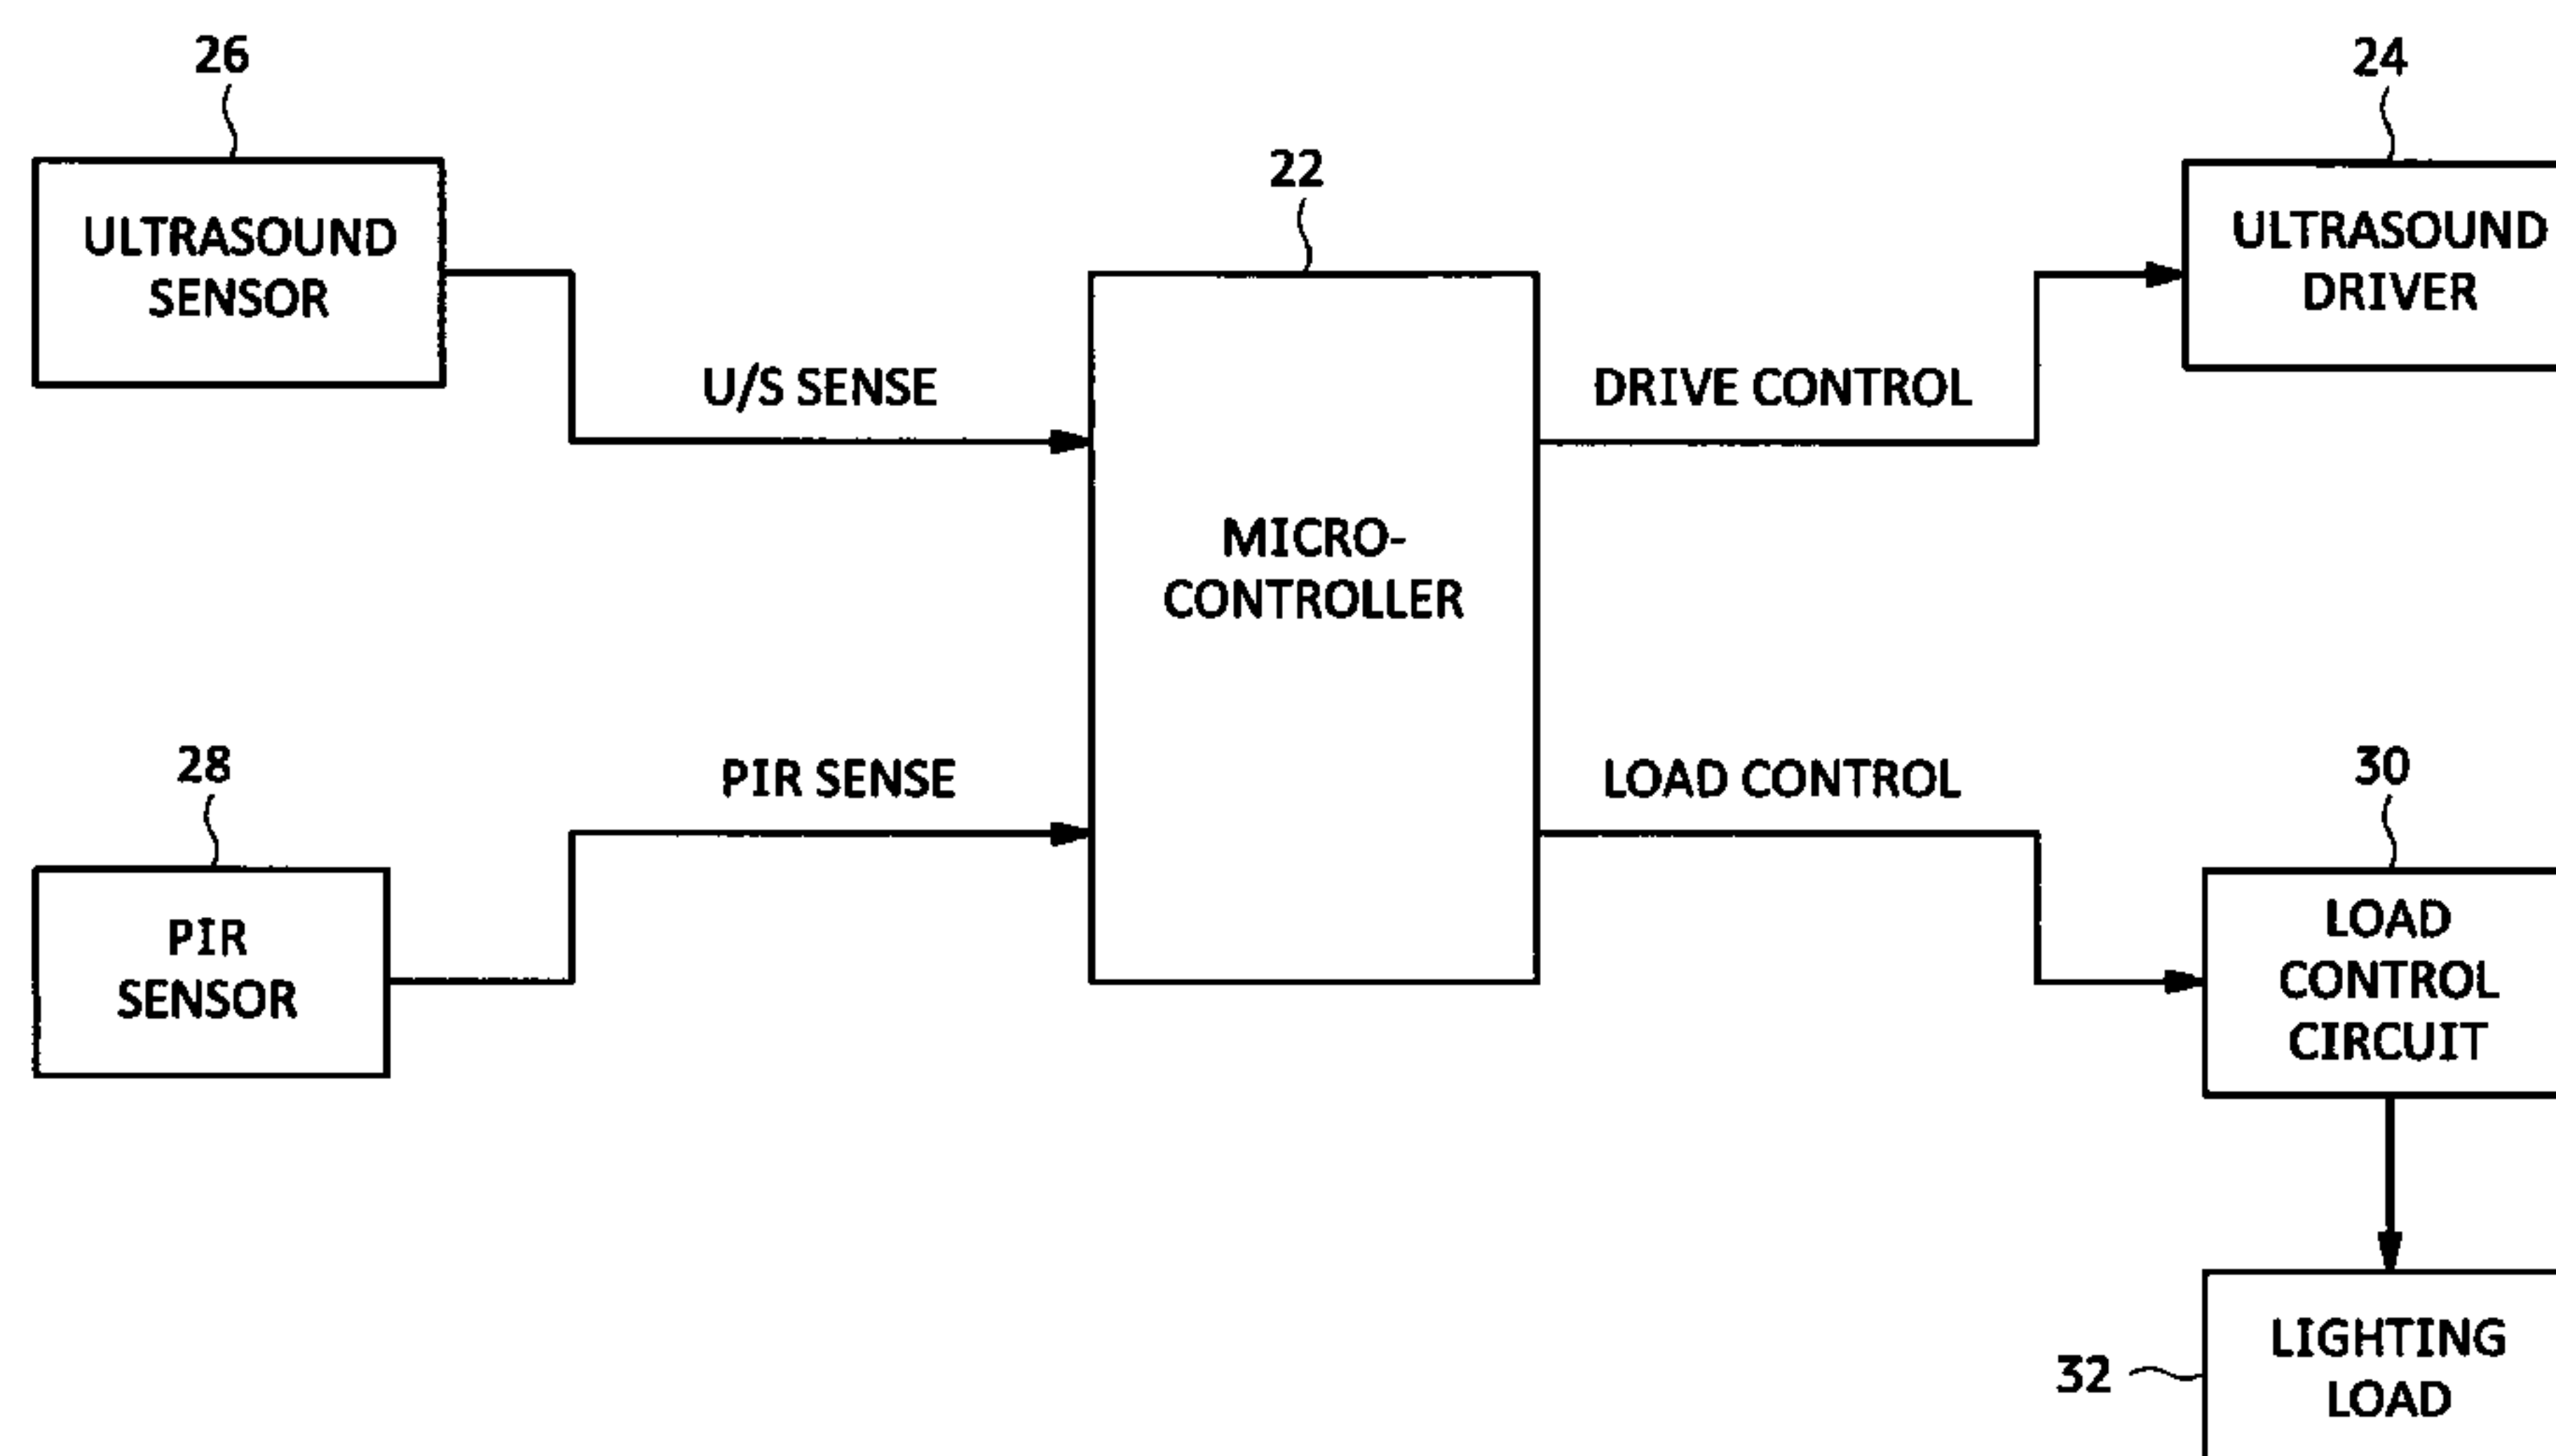 26
ULTRASOUND
SENSOR
U/S SENSE
22
MICRO-
CONTROLLER
24
ULTRASOUND
DRIVER
DRIVE CONTROL
28
PIR
SENSOR
PIR SENSE
LOAD CONTROL
30
LOAD
CONTROL
CIRCUIT
32
LIGHTING
LOAD